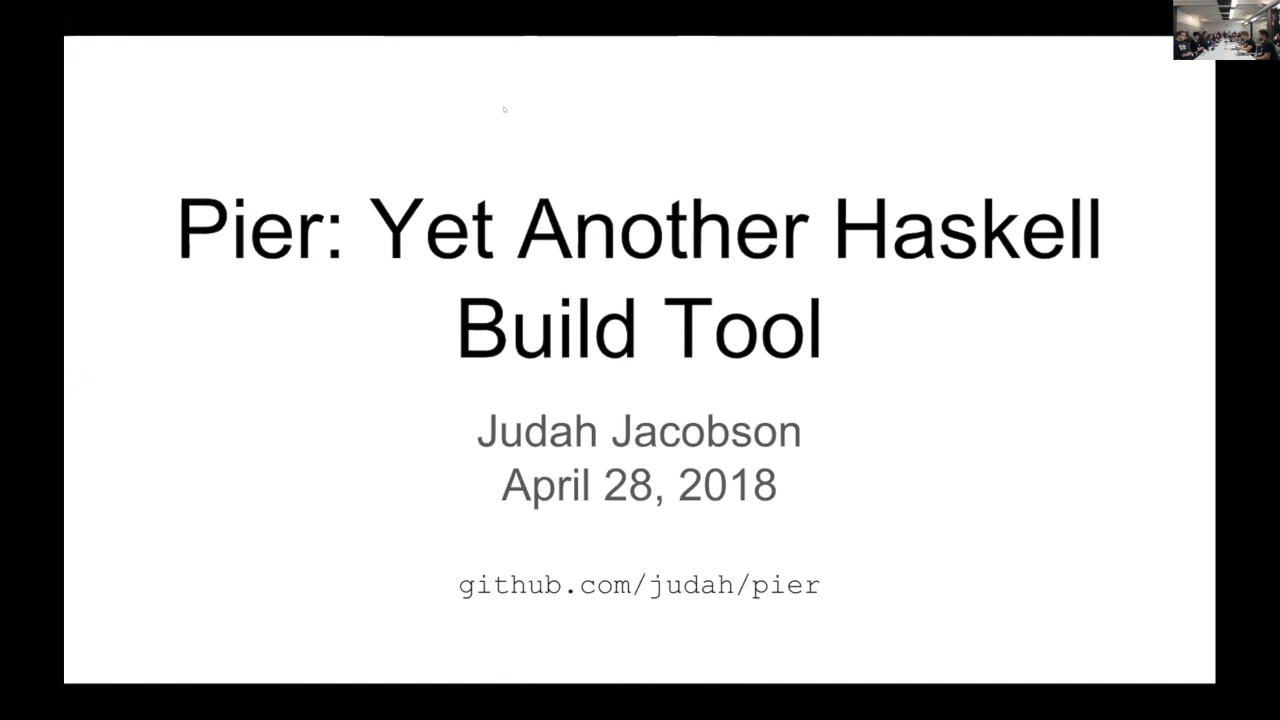 Pier: Yet Another Haskell
Build Tool
Judah Jacobson
April 28, 2018
github.com/judah/pier